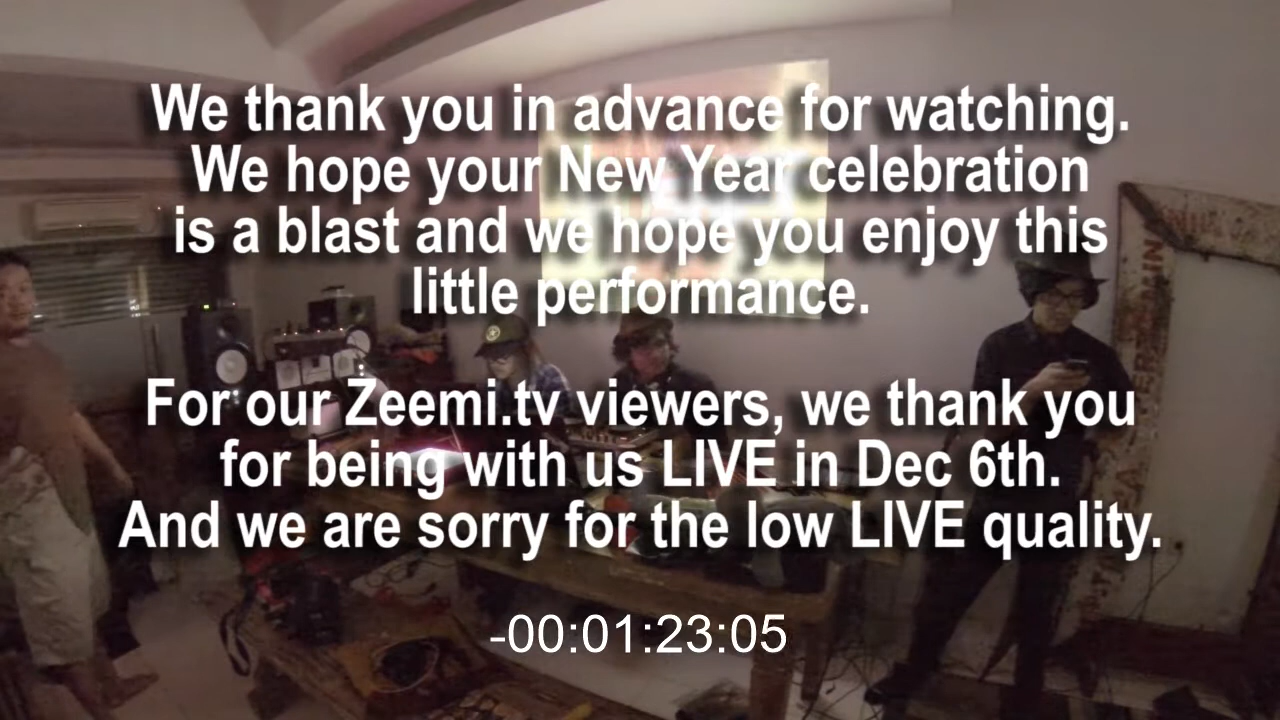 We thank you in advance for watching.
We hope your New Year celebration
is a blast and we hope you enjoy this
little performance.
For our Zeemi.tv viewers, we thank you
for being with us LIVE in Dec 6th.
And we are sorry for the low LIVE quality.
-00:01:23:05